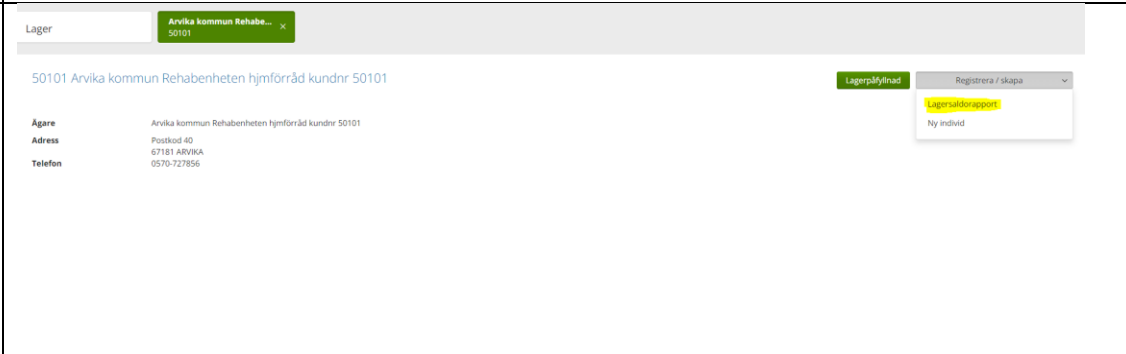 Lager
Arvika kommun Rehabe... ×
50101
50101 Arvika kommun Rehabenheten hjmförråd kundnr 50101
Lagerpåfyllnad
Registrera / skapa
Lagersaldorapport
Ny individ
Ägare Arvika kommun Rehabenheten hjmförråd kundnr 50101
Adress Postkod 40
67181 ARVIKA
Telefon 0570-727856